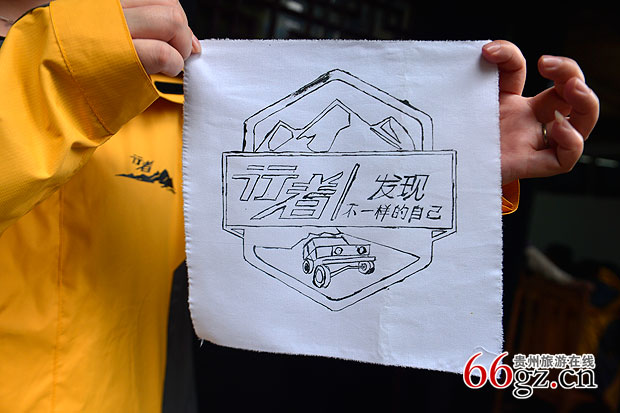 行者
行者
发现
不一样的自己
贵州旅游在线
66gz.cn